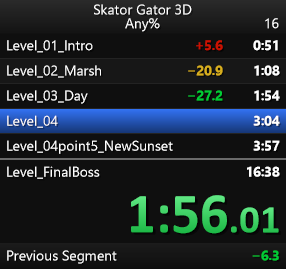 Skator Gator 3D
Any% 16
Level_01_Intro +5.6 0:51
Level_02_Marsh −20.9 1:08
Level_03_Day −27.2 1:54
Level_04 3:04
Level_04point5_NewSunset 3:57
Level_FinalBoss 16:38
1:56.01
Previous Segment −6.3